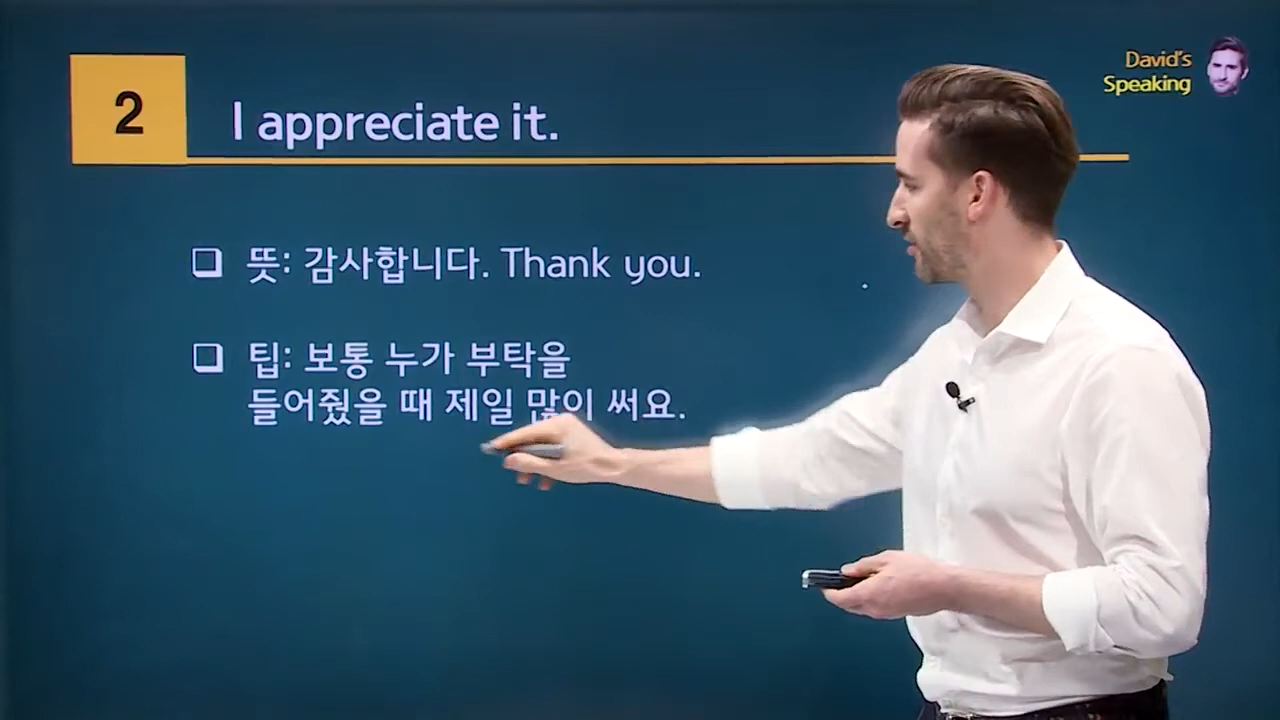 2
I appreciate it.
David's
Speaking
뜻: 감사합니다. Thank you.
팁: 보통 누가 부탁을
들어줬을 때 제일 많이 써요.